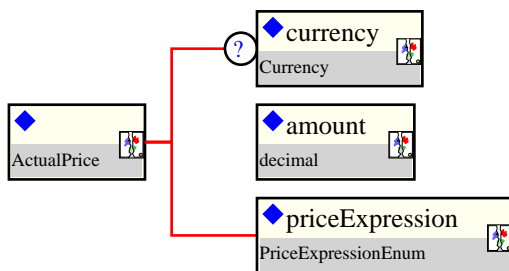 currency
?
Currency
ActualPrice
amount
decimal
priceExpression
PriceExpressionEnum